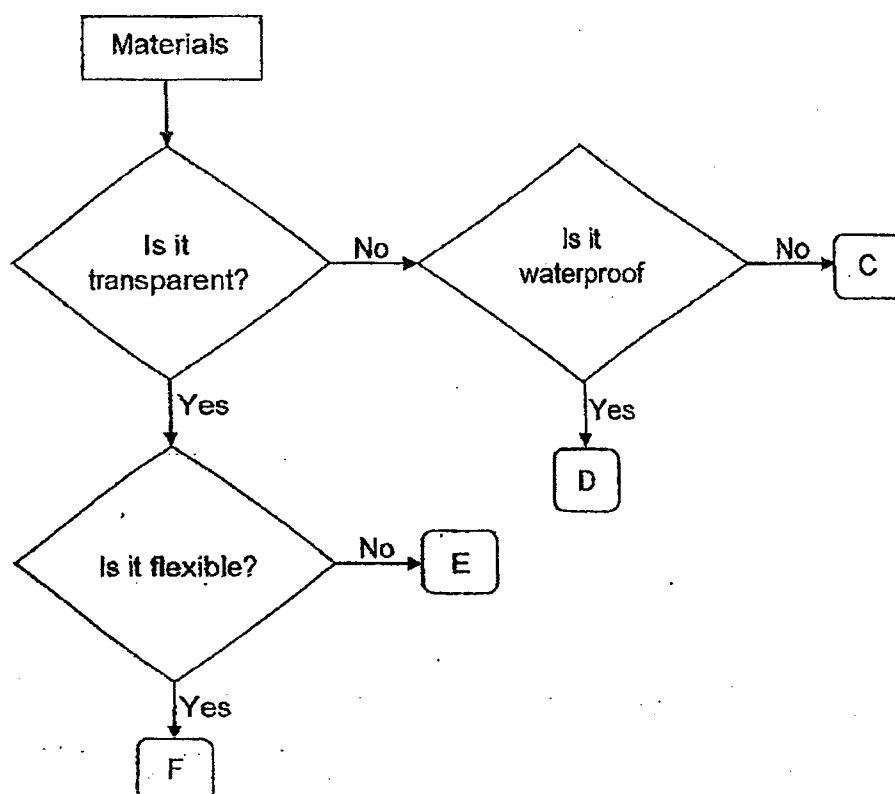 Materials
Is it
transparent?
No
Is it
waterproof
No
C
Yes
Yes
D
Is it flexible?
No
E
Yes
F